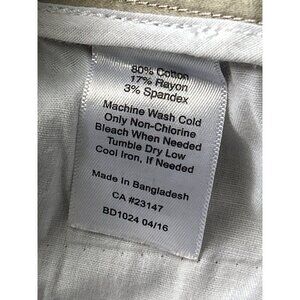 80% Cotton
17% Rayon
3% Spandex
Machine Wash Cold
Only Non-Chlorine
Bleach When Needed
Tumble Dry Low
Cool Iron, If Needed
Made In Bangladesh
CA #23147
BD1024 04/16